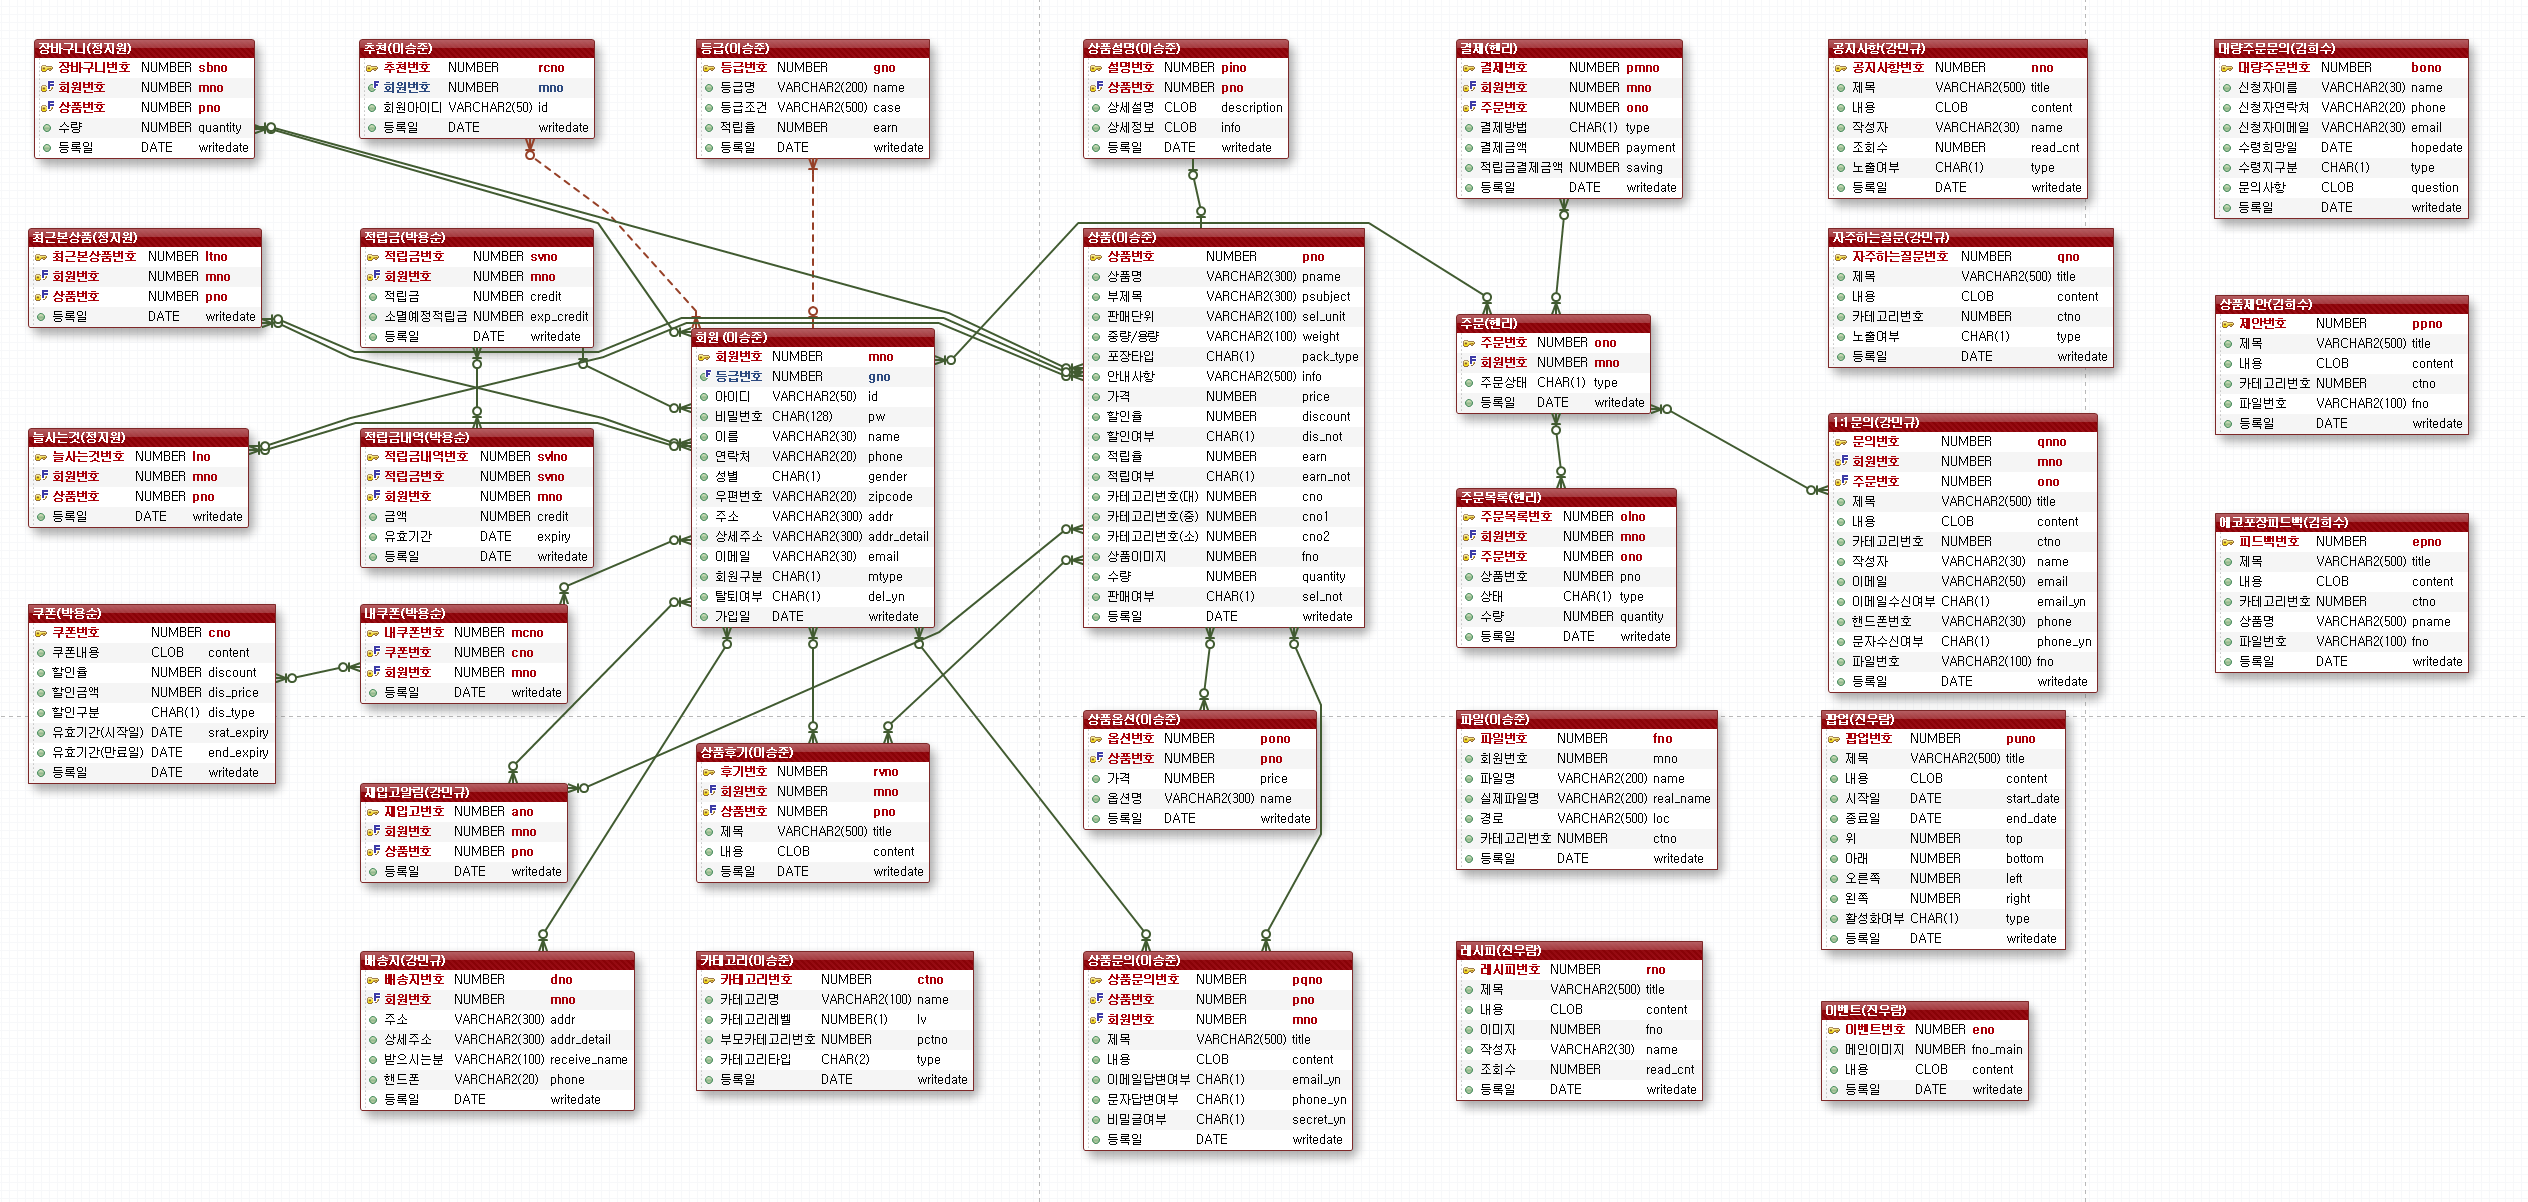 장바구니(정지원)
장바구니번호 NUMBER sbno
회원번호 NUMBER mno
상품번호 NUMBER pno
수량 NUMBER quantity
등록일 DATE writedate
추천(이승준)
추천번호 NUMBER rcno
회원번호 NUMBER mno
회원아이디 VARCHAR2(50) id
등록일 DATE writedate
등급(이승준)
등급번호 NUMBER gno
등급명 VARCHAR2(200) name
등급조건 VARCHAR2(500) case
적립율 NUMBER earn
등록일 DATE writedate
상품설명(이승준)
설명번호 NUMBER pino
상품번호 NUMBER pno
상세설명 CLOB description
상세정보 CLOB info
등록일 DATE writedate
결제(헨리)
결제번호 NUMBER pmno
회원번호 NUMBER mno
주문번호 NUMBER ono
결제방법 CHAR(1) type
결제금액 NUMBER payment
적립금결제금액 NUMBER saving
등록일 DATE writedate
공지사항(강민규)
공지사항번호 NUMBER nno
제목 VARCHAR2(500) title
내용 CLOB content
작성자 VARCHAR2(30) name
조회수 NUMBER read_cnt
노출여부 CHAR(1) type
등록일 DATE writedate
대량주문문의(김희수)
대량주문번호 NUMBER bono
신청자이름 VARCHAR2(30) name
신청자연락처 VARCHAR2(20) phone
신청자이메일 VARCHAR2(30) email
수령희망일 DATE hopedate
수령지구분 CHAR(1) type
문의사항 CLOB question
등록일 DATE writedate
최근본상품(정지원)
최근본상품번호 NUMBER ltno
회원번호 NUMBER mno
상품번호 NUMBER pno
등록일 DATE writedate
적립금(박용순)
적립금번호 NUMBER svno
회원번호 NUMBER mno
적립금 NUMBER credit
소멸예정적립금 NUMBER exp_credit
등록일 DATE writedate
회원 (이승준)
회원번호 NUMBER mno
등급번호 NUMBER gno
아이디 VARCHAR2(50) id
비밀번호 CHAR(128) pw
이름 VARCHAR2(30) name
연락처 VARCHAR2(20) phone
성별 CHAR(1) gender
우편번호 VARCHAR2(20) zipcode
주소 VARCHAR2(300) addr
상세주소 VARCHAR2(300) addr_detail
이메일 VARCHAR2(30) email
회원구분 CHAR(1) mtype
탈퇴여부 CHAR(1) del_yn
가입일 DATE writedate
상품(이승준)
상품번호 NUMBER pno
상품명 VARCHAR2(300) pname
부제목 VARCHAR2(300) psubject
판매단위 VARCHAR2(100) sel_unit
중량/용량 VARCHAR2(100) weight
포장타입 CHAR(1) pack_type
안내사항 VARCHAR2(500) info
가격 NUMBER price
할인율 NUMBER discount
할인여부 CHAR(1) dis_not
적립율 NUMBER earn
적립여부 CHAR(1) earn_not
카테고리번호(대) NUMBER cno
카테고리번호(중) NUMBER cno1
카테고리번호(소) NUMBER cno2
상품이미지 NUMBER fno
수량 NUMBER quantity
판매여부 CHAR(1) sel_not
등록일 DATE writedate
주문(헨리)
주문번호 NUMBER ono
회원번호 NUMBER mno
주문상태 CHAR(1) type
등록일 DATE writedate
자주하는질문(강민규)
자주하는질문번호 NUMBER qno
제목 VARCHAR2(500) title
내용 CLOB content
카테고리번호 NUMBER ctno
노출여부 CHAR(1) type
등록일 DATE writedate
상품제안(김희수)
제안번호 NUMBER ppno
제목 VARCHAR2(500) title
내용 CLOB content
카테고리번호 NUMBER ctno
파일번호 VARCHAR2(100) fno
등록일 DATE writedate
늘사는것(정지원)
늘사는것번호 NUMBER lno
회원번호 NUMBER mno
상품번호 NUMBER pno
등록일 DATE writedate
적립금내역(박용순)
적립금내역번호 NUMBER svlno
적립금번호 NUMBER svno
회원번호 NUMBER mno
금액 NUMBER credit
유효기간 DATE expiry
등록일 DATE writedate
주문목록(헨리)
주문목록번호 NUMBER olno
회원번호 NUMBER mno
주문번호 NUMBER ono
상품번호 NUMBER pno
상태 CHAR(1) type
수량 NUMBER quantity
등록일 DATE writedate
1:1문의(강민규)
문의번호 NUMBER qnno
회원번호 NUMBER mno
주문번호 NUMBER ono
제목 VARCHAR2(500) title
내용 CLOB content
카테고리번호 NUMBER ctno
작성자 VARCHAR2(30) name
이메일 VARCHAR2(50) email
이메일수신여부 CHAR(1) email_yn
핸드폰번호 VARCHAR2(30) phone
문자수신여부 CHAR(1) phone_yn
파일번호 VARCHAR2(100) fno
등록일 DATE writedate
에코포장피드백(김희수)
피드백번호 NUMBER epno
제목 VARCHAR2(500) title
내용 CLOB content
카테고리번호 NUMBER ctno
상품명 VARCHAR2(500) pname
파일번호 VARCHAR2(100) fno
등록일 DATE writedate
쿠폰(박용순)
쿠폰번호 NUMBER cno
쿠폰내용 CLOB content
할인율 NUMBER discount
할인금액 NUMBER dis_price
할인구분 CHAR(1) dis_type
유효기간(시작일) DATE srat_expiry
유효기간(만료일) DATE end_expiry
등록일 DATE writedate
내쿠폰(박용순)
내쿠폰번호 NUMBER mcno
쿠폰번호 NUMBER cno
회원번호 NUMBER mno
등록일 DATE writedate
재입고알림(강민규)
재입고번호 NUMBER ano
회원번호 NUMBER mno
상품번호 NUMBER pno
등록일 DATE writedate
상품후기(이승준)
후기번호 NUMBER rvno
회원번호 NUMBER mno
상품번호 NUMBER pno
제목 VARCHAR2(500) title
내용 CLOB content
등록일 DATE writedate
상품옵션(이승준)
옵션번호 NUMBER pono
상품번호 NUMBER pno
가격 NUMBER price
옵션명 VARCHAR2(300) name
등록일 DATE writedate
파일(이승준)
파일번호 NUMBER fno
회원번호 NUMBER mno
파일명 VARCHAR2(200) name
실제파일명 VARCHAR2(200) real_name
경로 VARCHAR2(500) loc
카테고리번호 NUMBER ctno
등록일 DATE writedate
팝업(진우람)
팝업번호 NUMBER puno
제목 VARCHAR2(500) title
내용 CLOB content
시작일 DATE start_date
종료일 DATE end_date
위 NUMBER top
아래 NUMBER bottom
오른쪽 NUMBER left
왼쪽 NUMBER right
활성화여부 CHAR(1) type
등록일 DATE writedate
배송지(강민규)
배송지번호 NUMBER dno
회원번호 NUMBER mno
주소 VARCHAR2(300) addr
상세주소 VARCHAR2(300) addr_detail
받으시는분 VARCHAR2(100) receive_name
핸드폰 VARCHAR2(20) phone
등록일 DATE writedate
카테고리(이승준)
카테고리번호 NUMBER ctno
카테고리명 VARCHAR2(100) name
카테고리레벨 NUMBER(1) lv
부모카테고리번호 NUMBER pctno
카테고리타입 CHAR(2) type
등록일 DATE writedate
상품문의(이승준)
상품문의번호 NUMBER pqno
상품번호 NUMBER pno
회원번호 NUMBER mno
제목 VARCHAR2(500) title
내용 CLOB content
이메일답변여부 CHAR(1) email_yn
문자답변여부 CHAR(1) phone_yn
비밀글여부 CHAR(1) secret_yn
등록일 DATE writedate
레시피(진우람)
레시피번호 NUMBER rno
제목 VARCHAR2(500) title
내용 CLOB content
이미지 NUMBER fno
작성자 VARCHAR2(30) name
조회수 NUMBER read_cnt
등록일 DATE writedate
이벤트(진우람)
이벤트번호 NUMBER eno
메인이미지 NUMBER fno_main
내용 CLOB content
등록일 DATE writedate